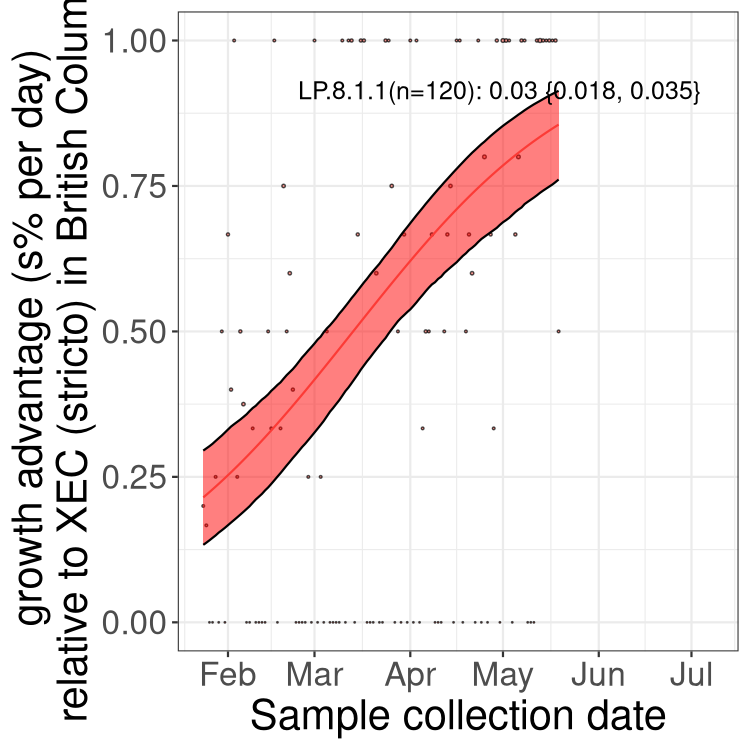 growth advantage (s% per day)
relative to XEC (stricto) in British Colum
1.00
0.75
0.50
0.25
0.00
LP.8.1.1(n=120): 0.03 {0.018, 0.035}
Feb Mar Apr May Jun Jul
Sample collection date